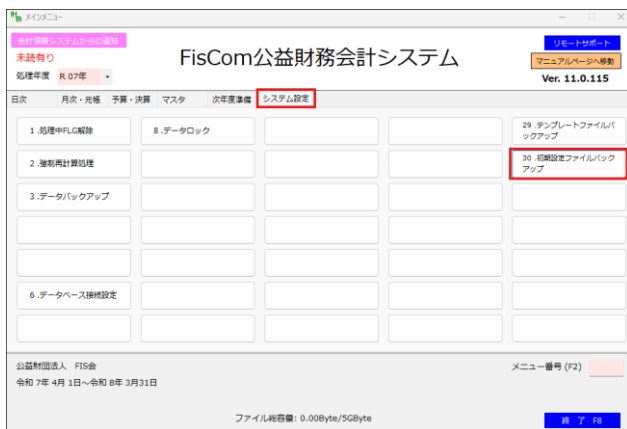 メインメニュー
会計情報システムからの通知
未読有り
処理年度 R 07年
FisCom公益財務会計システム
リモートサポート
マニュアルページへ移動
Ver. 11.0.115
日次 月次・元帳 予算・決算 マスタ 次年度準備 システム設定
1 .処理中FLG解除
8 .データロック
29 .テンプレートファイルバ
ックアップ
2 .強制再計算処理
30 .初期設定ファイルバック
アップ
3 .データバックアップ
6 .データベース接続設定
公益財団法人 FIS会
メニュー番号 (F2)
令和 7年 4月 1日～令和 8年 3月31日
ファイル総容量: 0.00Byte/5GByte
終 了 F8